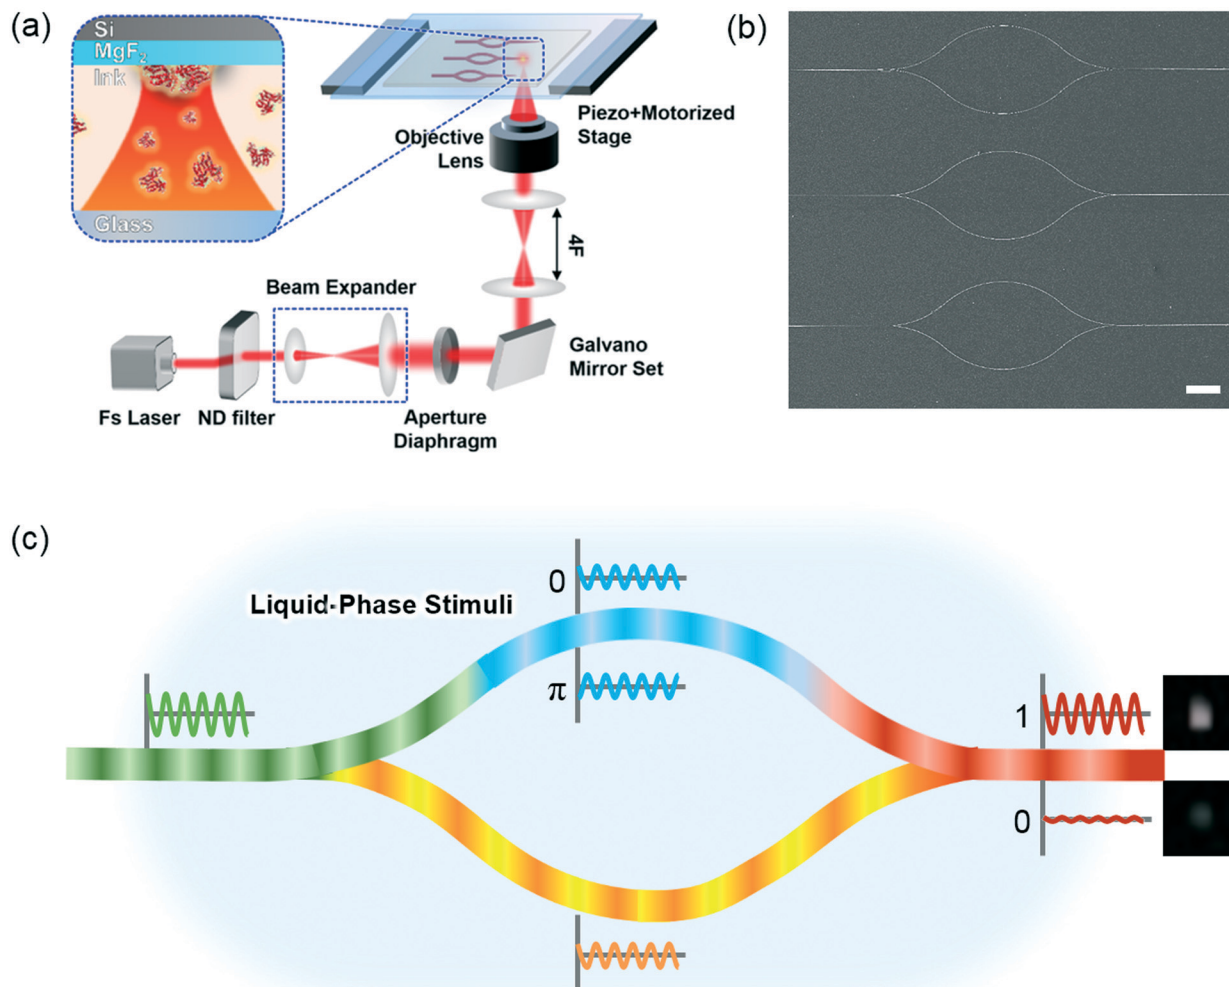 (a)
Si
MgF2
Ink
Glass
Objective
Lens
Piezo+Motorized
Stage
4F
Beam Expander
Galvano
Mirror Set
Fs Laser
ND filter
Aperture
Diaphragm
(b)
(c)
Liquid-Phase Stimuli
0
π
1
0